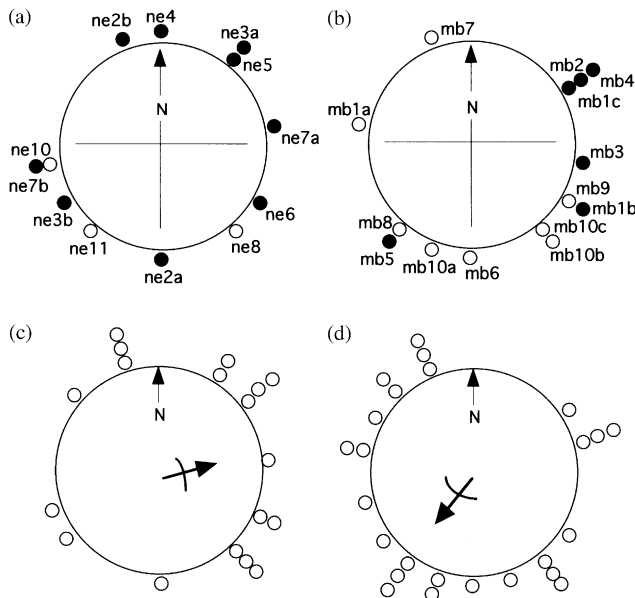 (a)
ne2b
ne4
ne3a
ne5
N
ne7a
ne10
ne7b
ne3b
ne6
ne11
ne8
ne2a
(b)
mb7
mb2
mb4
mb1c
mb1a
N
mb3
mb9
mb1b
mb8
mb10c
mb5
mb10a
mb6
mb10b
(c)
N
(d)
N